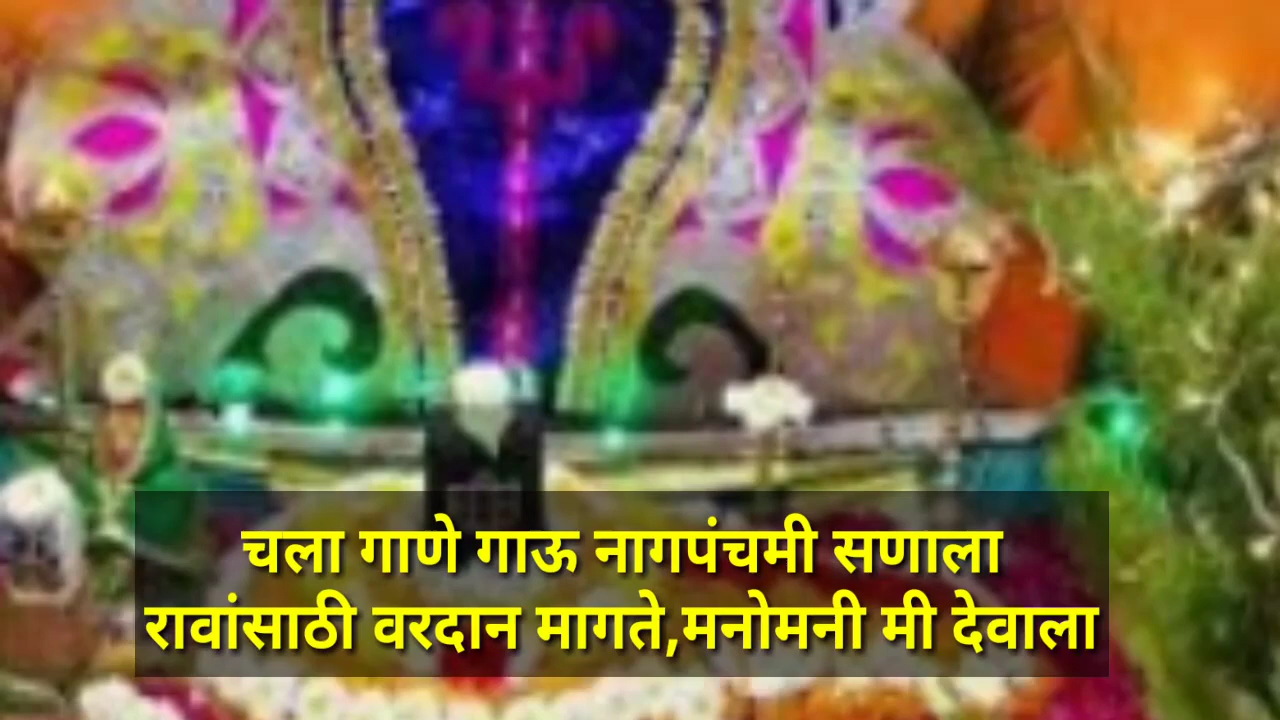 चला गाणे गाऊ नागपंचमी सणाला
रावांसाठी वरदान मागते,मनोमनी मी देवाला